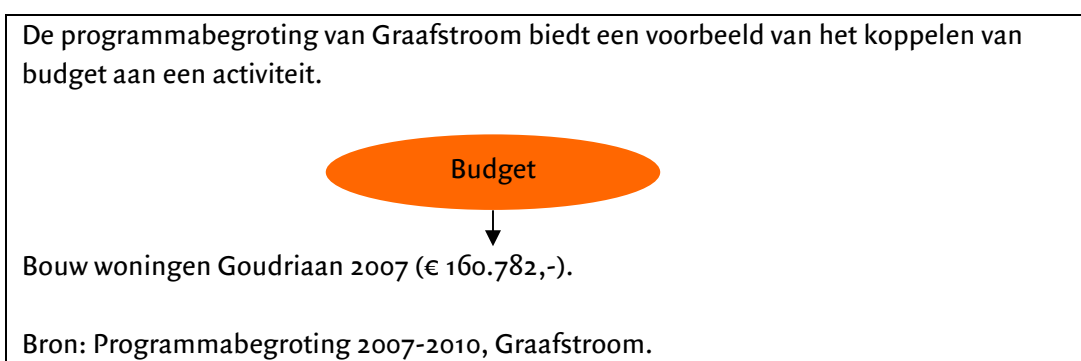 De programmabegroting van Graafstroom biedt een voorbeeld van het koppelen van
budget aan een activiteit.
Budget
Bouw woningen Goudriaan 2007 (€ 160.782,-).
Bron: Programmabegroting 2007-2010, Graafstroom.